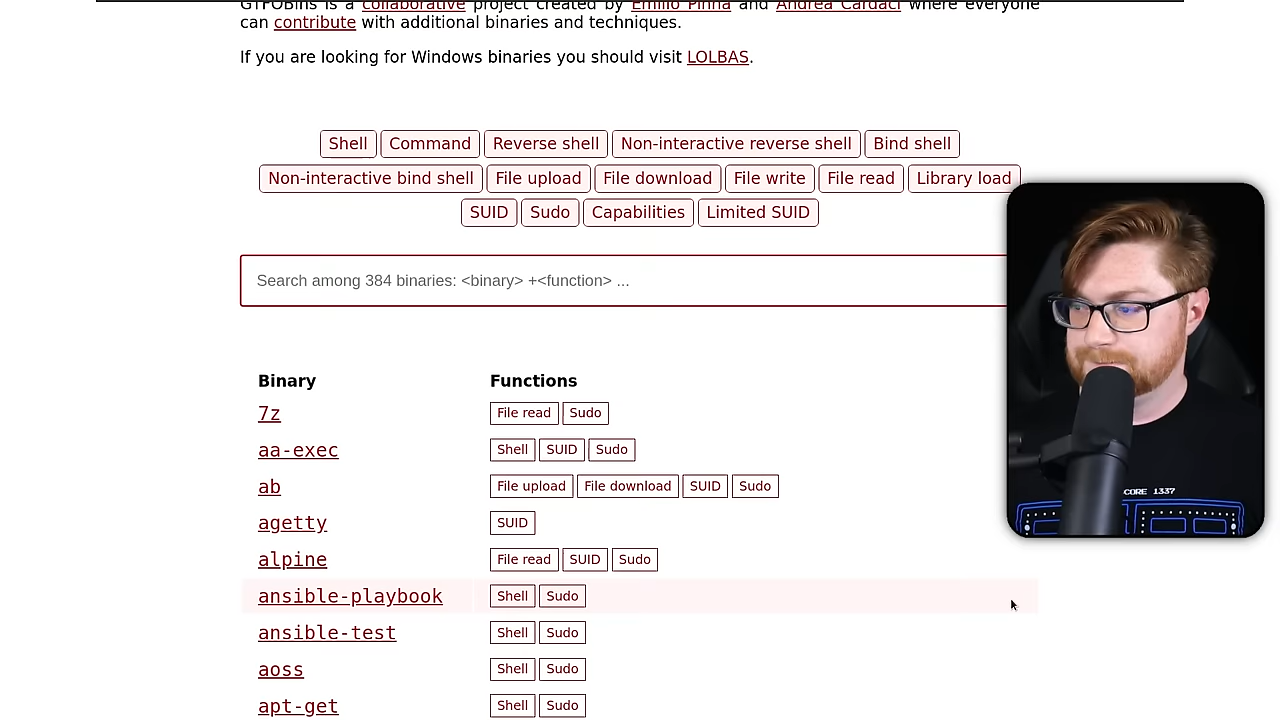 GTFOBins is a collaborative project created by Emilio Pinna and Andrea Cardaci where everyone
can contribute with additional binaries and techniques.
If you are looking for Windows binaries you should visit LOLBAS.
Shell Command Reverse shell Non-interactive reverse shell Bind shell
Non-interactive bind shell File upload File download File write File read Library load
SUID Sudo Capabilities Limited SUID
Search among 384 binaries: <binary> +<function> ...
Binary Functions
7z File read Sudo
aa-exec Shell SUID Sudo
ab File upload File download SUID Sudo
CORE 1337
agetty SUID
alpine File read SUID Sudo
ansible-playbook Shell Sudo
ansible-test Shell Sudo
aoss Shell Sudo
apt-get Shell Sudo